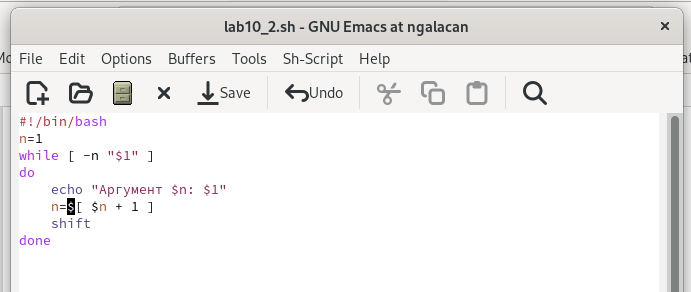 lab10_2.sh - GNU Emacs at ngalacan
File Edit Options Buffers Tools Sh-Script Help
Save Undo
#!/bin/bash
n=1
while [ -n "$1" ]
do
    echo "Аргумент $n: $1"
    n=$[ $n + 1 ]
    shift
done